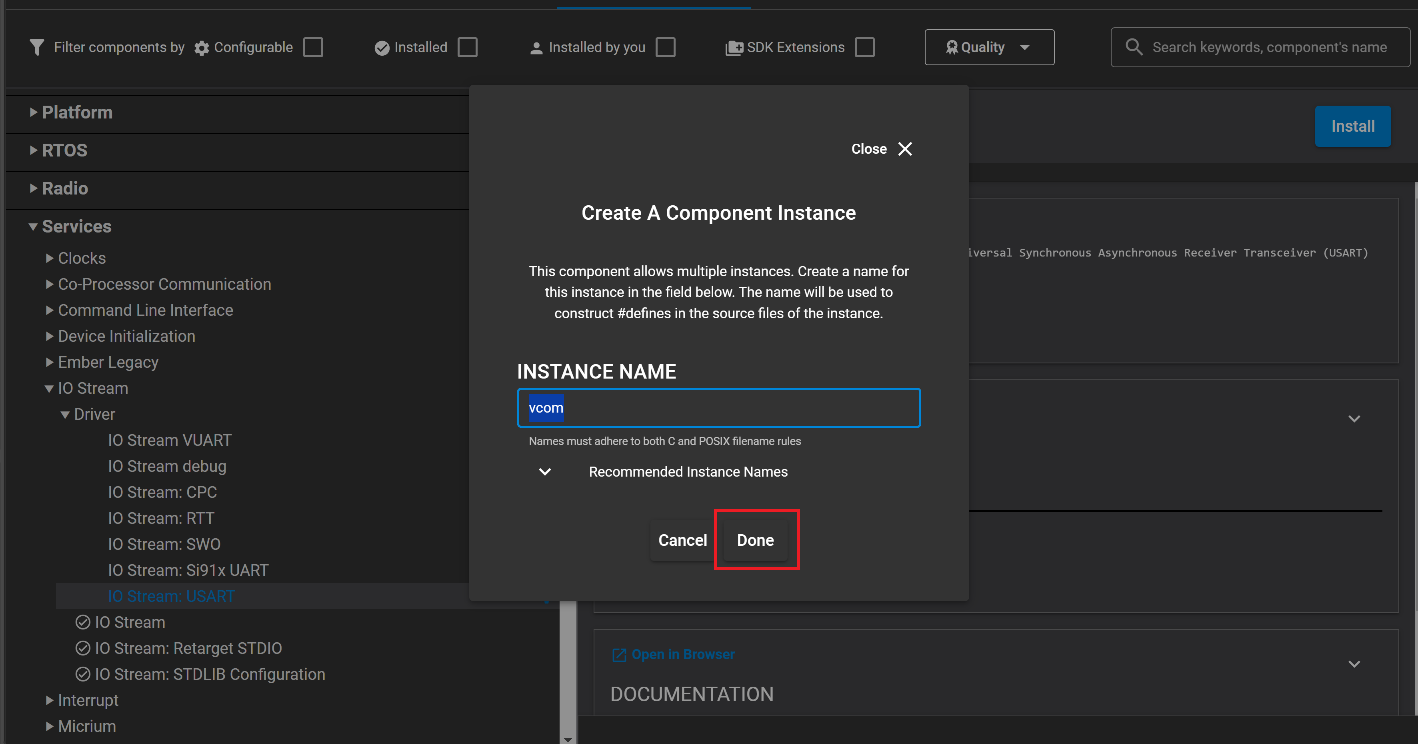 Filter components by Configurable Installed Installed by you SDK Extensions Quality Search keywords, component's name
Platform
RTOS
Radio
Services
Clocks
Co-Processor Communication
Command Line Interface
Device Initialization
Ember Legacy
IO Stream
Driver
IO Stream VUART
IO Stream debug
IO Stream: CPC
IO Stream: RTT
IO Stream: SWO
IO Stream: Si91x UART
IO Stream: USART
IO Stream
IO Stream: Retarget STDIO
IO Stream: STDLIB Configuration
Interrupt
Micrium
Close
Create A Component Instance
This component allows multiple instances. Create a name for
this instance in the field below. The name will be used to
construct #defines in the source files of the instance.
INSTANCE NAME
vcom
Names must adhere to both C and POSIX filename rules
Recommended Instance Names
Cancel Done
Install
Synchronous Asynchronous Receiver Transceiver (USART)
Open in Browser
DOCUMENTATION